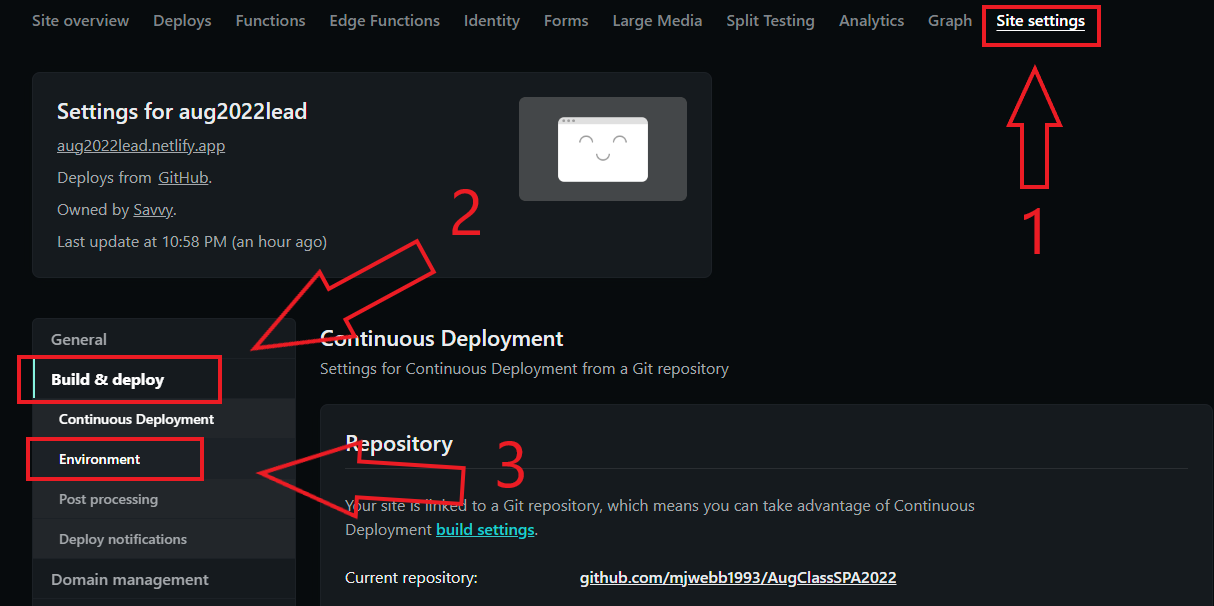 Site overview Deploys Functions Edge Functions Identity Forms Large Media Split Testing Analytics Graph Site settings
Settings for aug2022lead
aug2022lead.netlify.app
Deploys from GitHub.
Owned by Savvy.
Last update at 10:58 PM (an hour ago)
1
2
General
Build & deploy
Continuous Deployment
Environment
Post processing
Deploy notifications
Domain management
3
Continuous Deployment
Settings for Continuous Deployment from a Git repository
Repository
Your site is linked to a Git repository, which means you can take advantage of Continuous
Deployment build settings.
Current repository: github.com/mjwebb1993/AugClassSPA2022